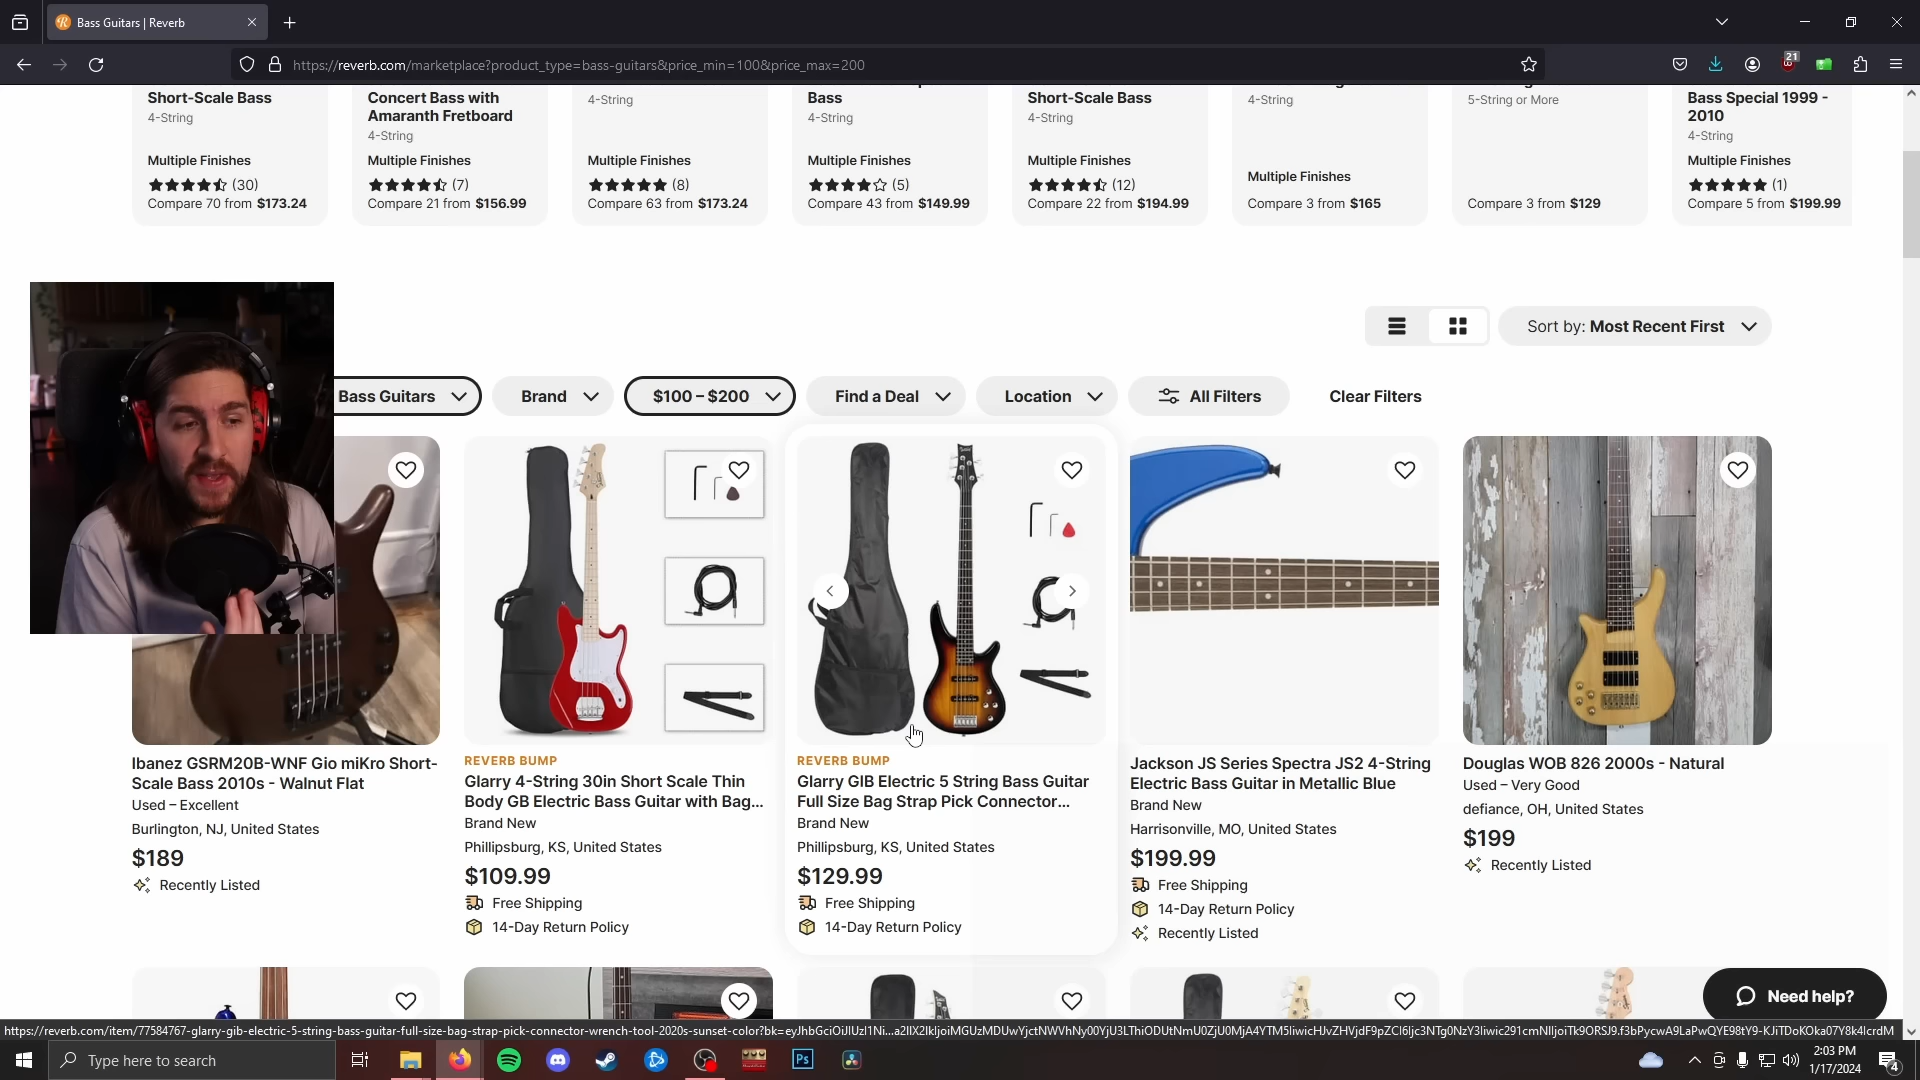 Bass Guitars | Reverb
https://reverb.com/marketplace?product_type=bass-guitars&price_min=100&price_max=200
21
Short-Scale Bass
4-String
Multiple Finishes
(30)
Compare 70 from $173.24
Concert Bass with
Amaranth Fretboard
4-String
Multiple Finishes
(7)
Compare 21 from $156.99
4-String
Multiple Finishes
(8)
Compare 63 from $173.24
Bass
4-String
Multiple Finishes
(5)
Compare 43 from $149.99
Short-Scale Bass
4-String
Multiple Finishes
(12)
Compare 22 from $194.99
4-String
Multiple Finishes
Compare 3 from $165
5-String or More
Compare 3 from $129
Bass Special 1999 -
2010
4-String
Multiple Finishes
(1)
Compare 5 from $199.99
Sort by: Most Recent First
Bass Guitars
Brand
$100 – $200
Find a Deal
Location
All Filters
Clear Filters
Ibanez GSRM20B-WNF Gio miKro Short-
Scale Bass 2010s - Walnut Flat
Used – Excellent
Burlington, NJ, United States
$189
Recently Listed
REVERB BUMP
Glarry 4-String 30in Short Scale Thin
Body GB Electric Bass Guitar with Bag...
Brand New
Phillipsburg, KS, United States
$109.99
Free Shipping
14-Day Return Policy
REVERB BUMP
Glarry GIB Electric 5 String Bass Guitar
Full Size Bag Strap Pick Connector...
Brand New
Phillipsburg, KS, United States
$129.99
Free Shipping
14-Day Return Policy
Jackson JS Series Spectra JS2 4-String
Electric Bass Guitar in Metallic Blue
Brand New
Harrisonville, MO, United States
$199.99
Free Shipping
14-Day Return Policy
Recently Listed
Douglas WOB 826 2000s - Natural
Used – Very Good
defiance, OH, United States
$199
Recently Listed
Need help?
Type here to search
Ps
2:03 PM
1/17/2024
4